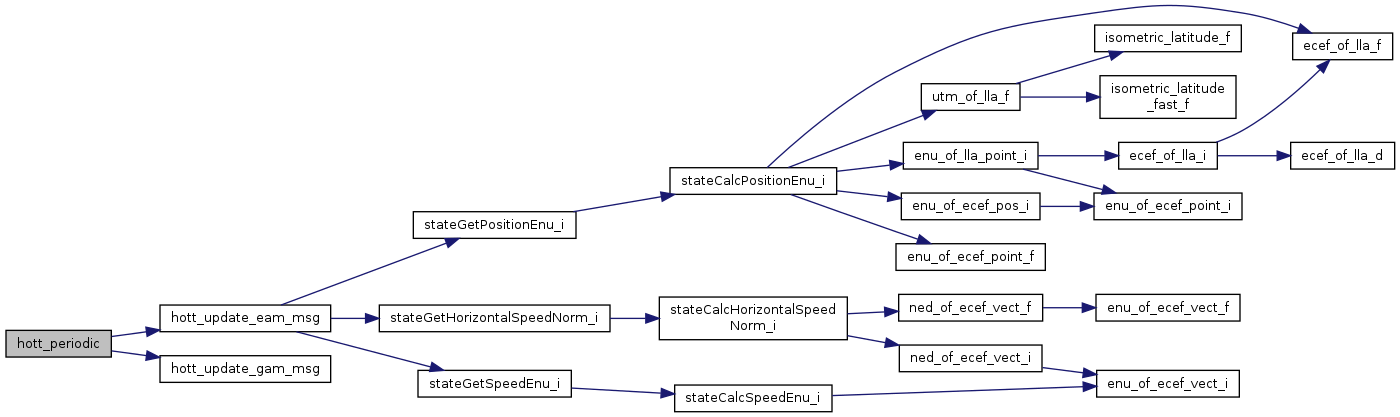 hott_periodic
hott_update_eam_msg
hott_update_gam_msg
stateGetPositionEnu_i
stateGetHorizontalSpeedNorm_i
stateGetSpeedEnu_i
stateCalcPositionEnu_i
stateCalcHorizontalSpeed
Norm_i
stateCalcSpeedEnu_i
utm_of_lla_f
enu_of_lla_point_i
enu_of_ecef_pos_i
enu_of_ecef_point_f
ned_of_ecef_vect_f
ned_of_ecef_vect_i
isometric_latitude_f
isometric_latitude
_fast_f
ecef_of_lla_i
enu_of_ecef_point_i
enu_of_ecef_vect_f
enu_of_ecef_vect_i
ecef_of_lla_f
ecef_of_lla_d